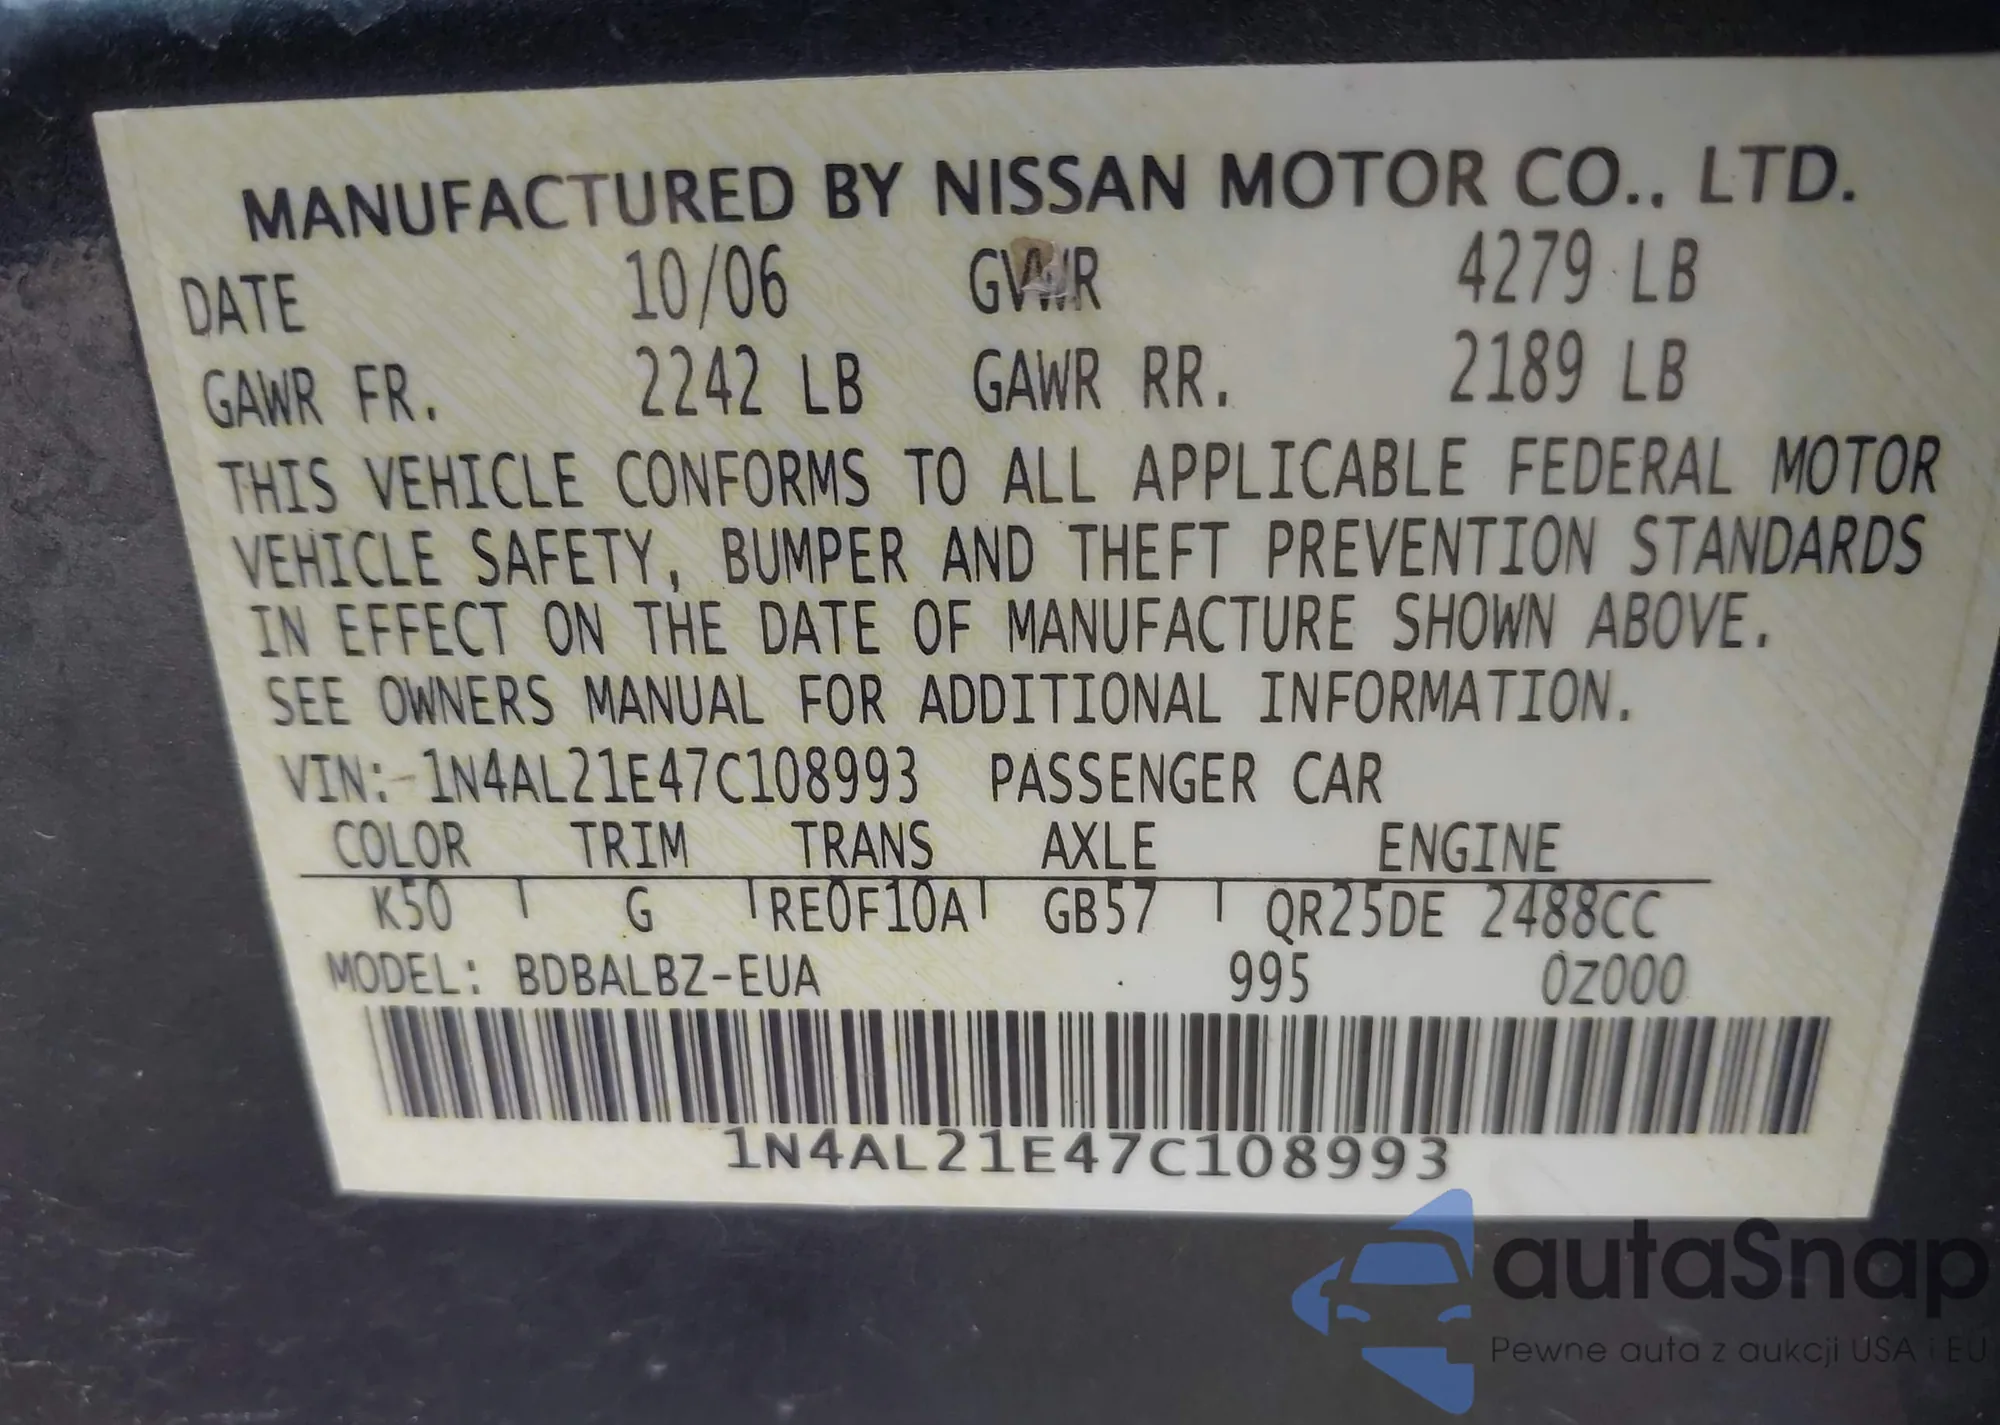 MANUFACTURED BY NISSAN MOTOR CO., LTD.
DATE 10/06 GVWR 4279 LB
GAWR FR. 2242 LB GAWR RR. 2189 LB
THIS VEHICLE CONFORMS TO ALL APPLICABLE FEDERAL MOTOR
VEHICLE SAFETY, BUMPER AND THEFT PREVENTION STANDARDS
IN EFFECT ON THE DATE OF MANUFACTURE SHOWN ABOVE.
SEE OWNERS MANUAL FOR ADDITIONAL INFORMATION.
VIN: 1N4AL21E47C108993 PASSENGER CAR
COLOR TRIM TRANS AXLE ENGINE
K50 G RE0F10A GB57 QR25DE 2488CC
MODEL: BDBALBZ-EUA 995 0Z000
1N4AL21E47C108993
autaSnap
Pewne auta z aukcji USA i EU